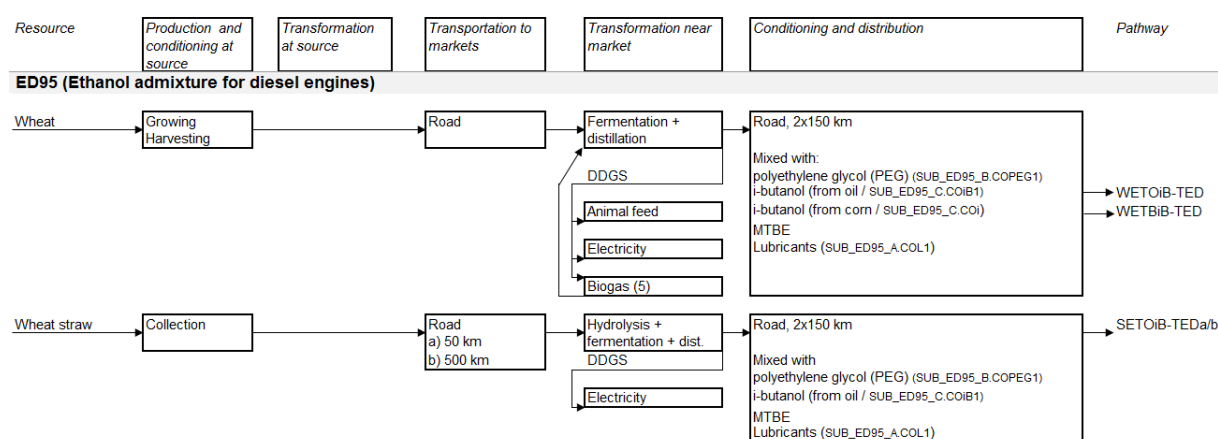 Resource
Production and
conditioning at
source
Transformation
at source
Transportation to
markets
Transformation near
market
Conditioning and distribution
Pathway
ED95 (Ethanol admixture for diesel engines)
Wheat
Growing
Harvesting
Road
Fermentation +
distillation
DDGS
Animal feed
Electricity
Biogas (5)
Road, 2x150 km
Mixed with:
polyethylene glycol (PEG) (SUB_ED95_B.COPEG1)
i-butanol (from oil / SUB_ED95_C.COiB1)
i-butanol (from corn / SUB_ED95_C.COi)
MTBE
Lubricants (SUB_ED95_A.COL1)
WETOiB-TED
WETBiB-TED
Wheat straw
Collection
Road
a) 50 km
b) 500 km
Hydrolysis +
fermentation + dist.
DDGS
Electricity
Road, 2x150 km
Mixed with
polyethylene glycol (PEG) (SUB_ED95_B.COPEG1)
i-butanol (from oil / SUB_ED95_C.COiB1)
MTBE
Lubricants (SUB_ED95_A.COL1)
SETOiB-TEDa/b